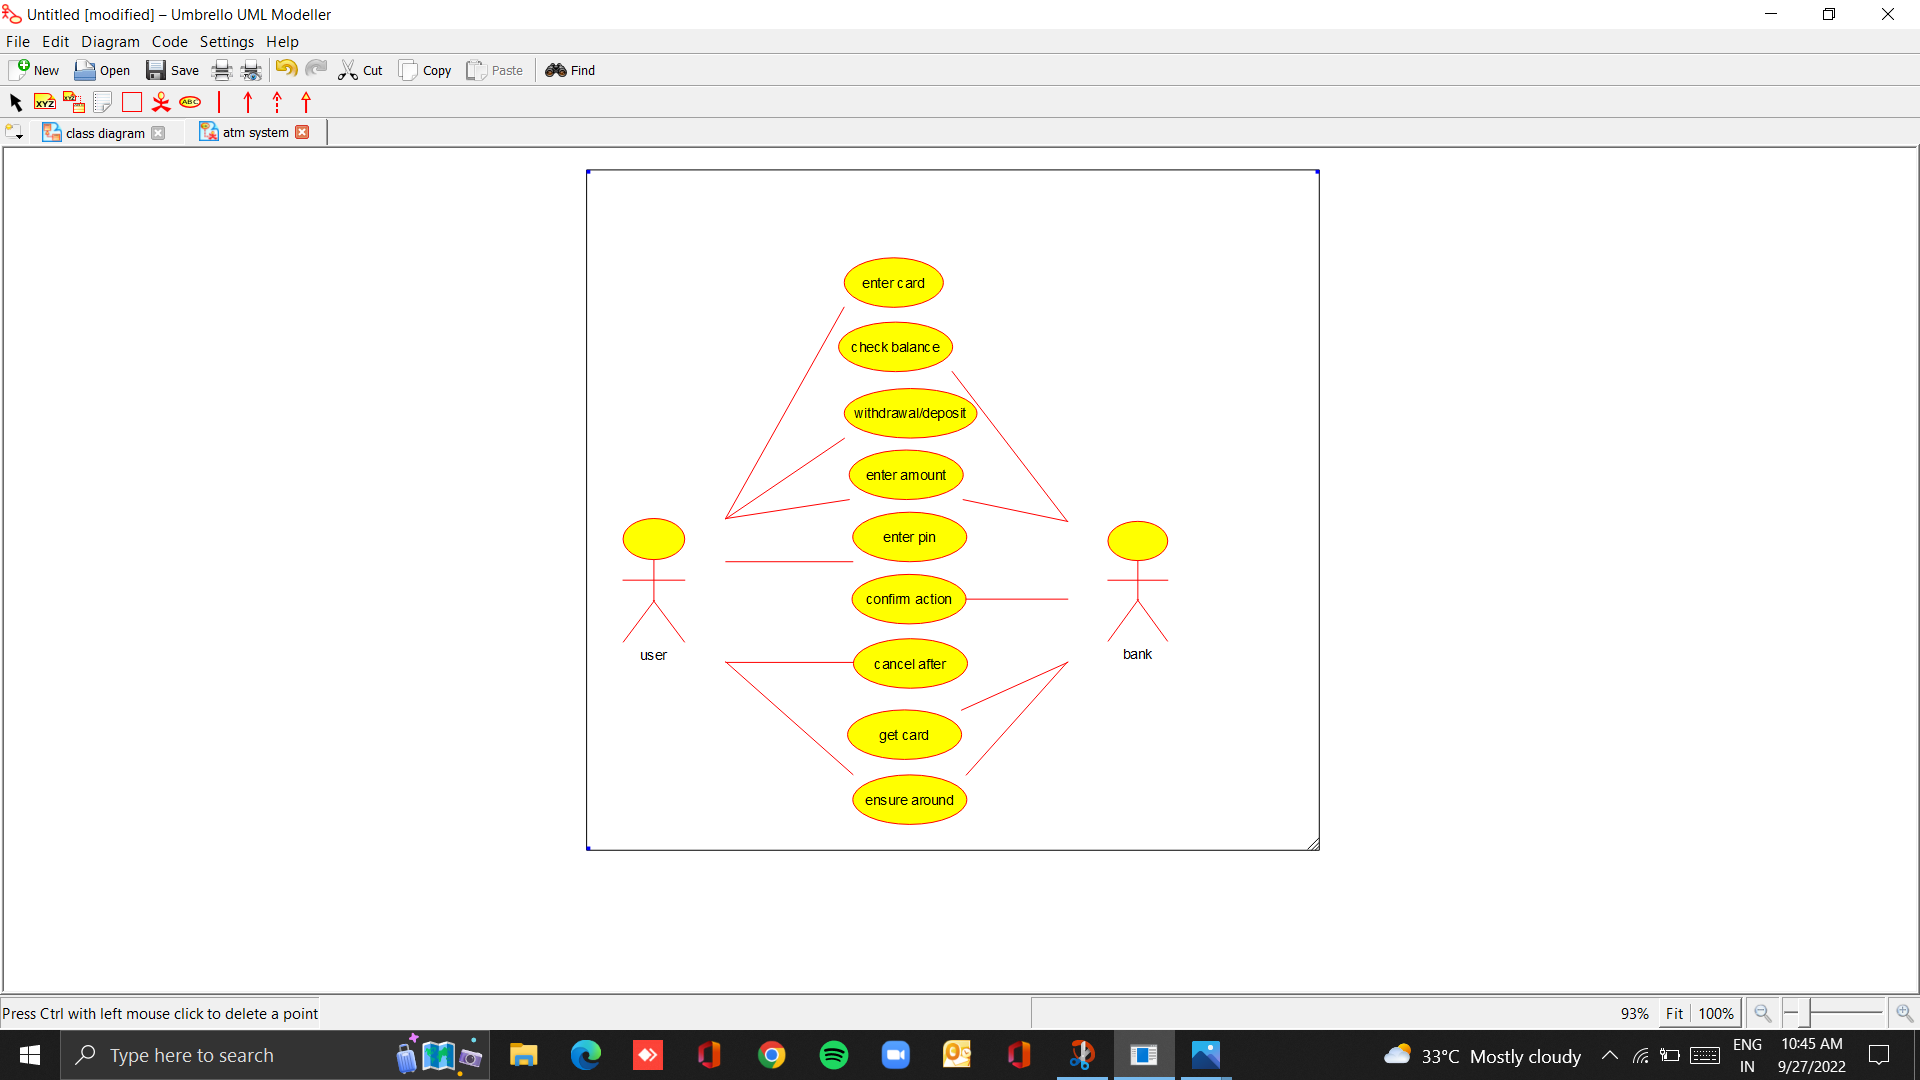 Untitled [modified] – Umbrello UML Modeller
File Edit Diagram Code Settings Help
New Open Save Cut Copy Paste Find
XYZ XYZ ABC
class diagram atm system
enter card
check balance
withdrawal/deposit
enter amount
enter pin
confirm action
cancel after
get card
ensure around
user
bank
Press Ctrl with left mouse click to delete a point
93% Fit 100%
Type here to search
33°C Mostly cloudy
ENG
IN
10:45 AM
9/27/2022